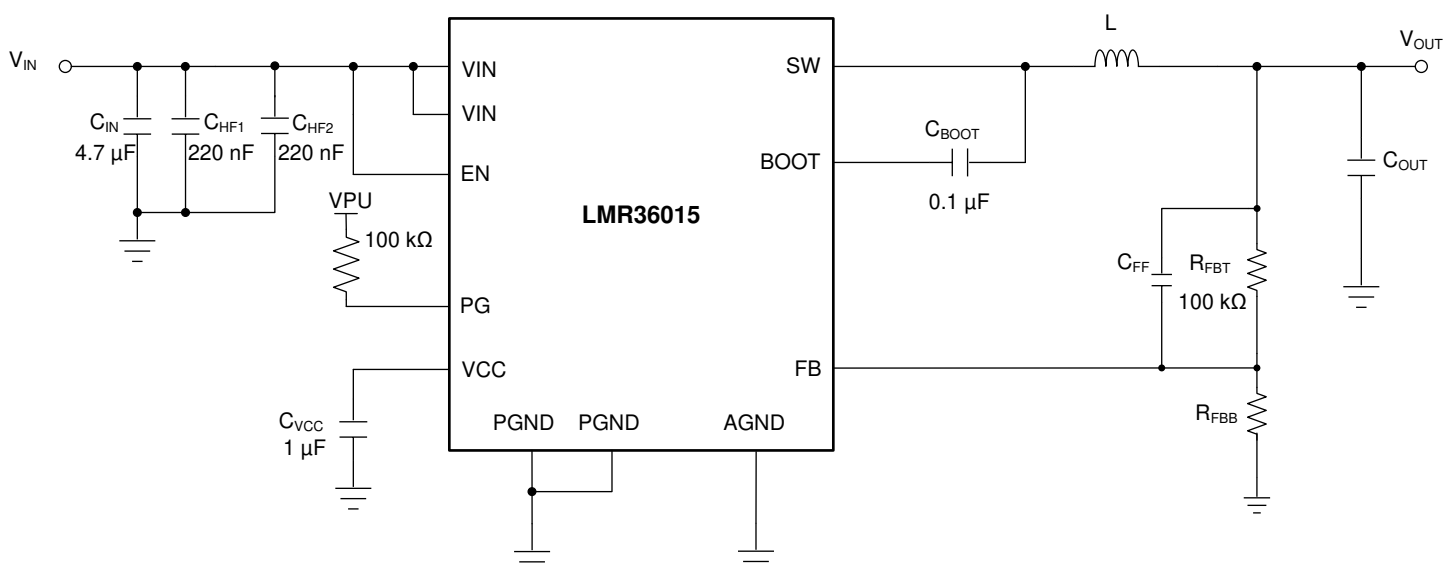 L
V_IN
V_OUT
VIN
SW
VIN
C_IN
4.7 µF
C_HF1
220 nF
C_HF2
220 nF
C_BOOT
0.1 µF
BOOT
C_OUT
EN
VPU
100 kΩ
LMR36015
C_FF
R_FBT
100 kΩ
PG
VCC
FB
C_VCC
1 µF
PGND
PGND
AGND
R_FBB